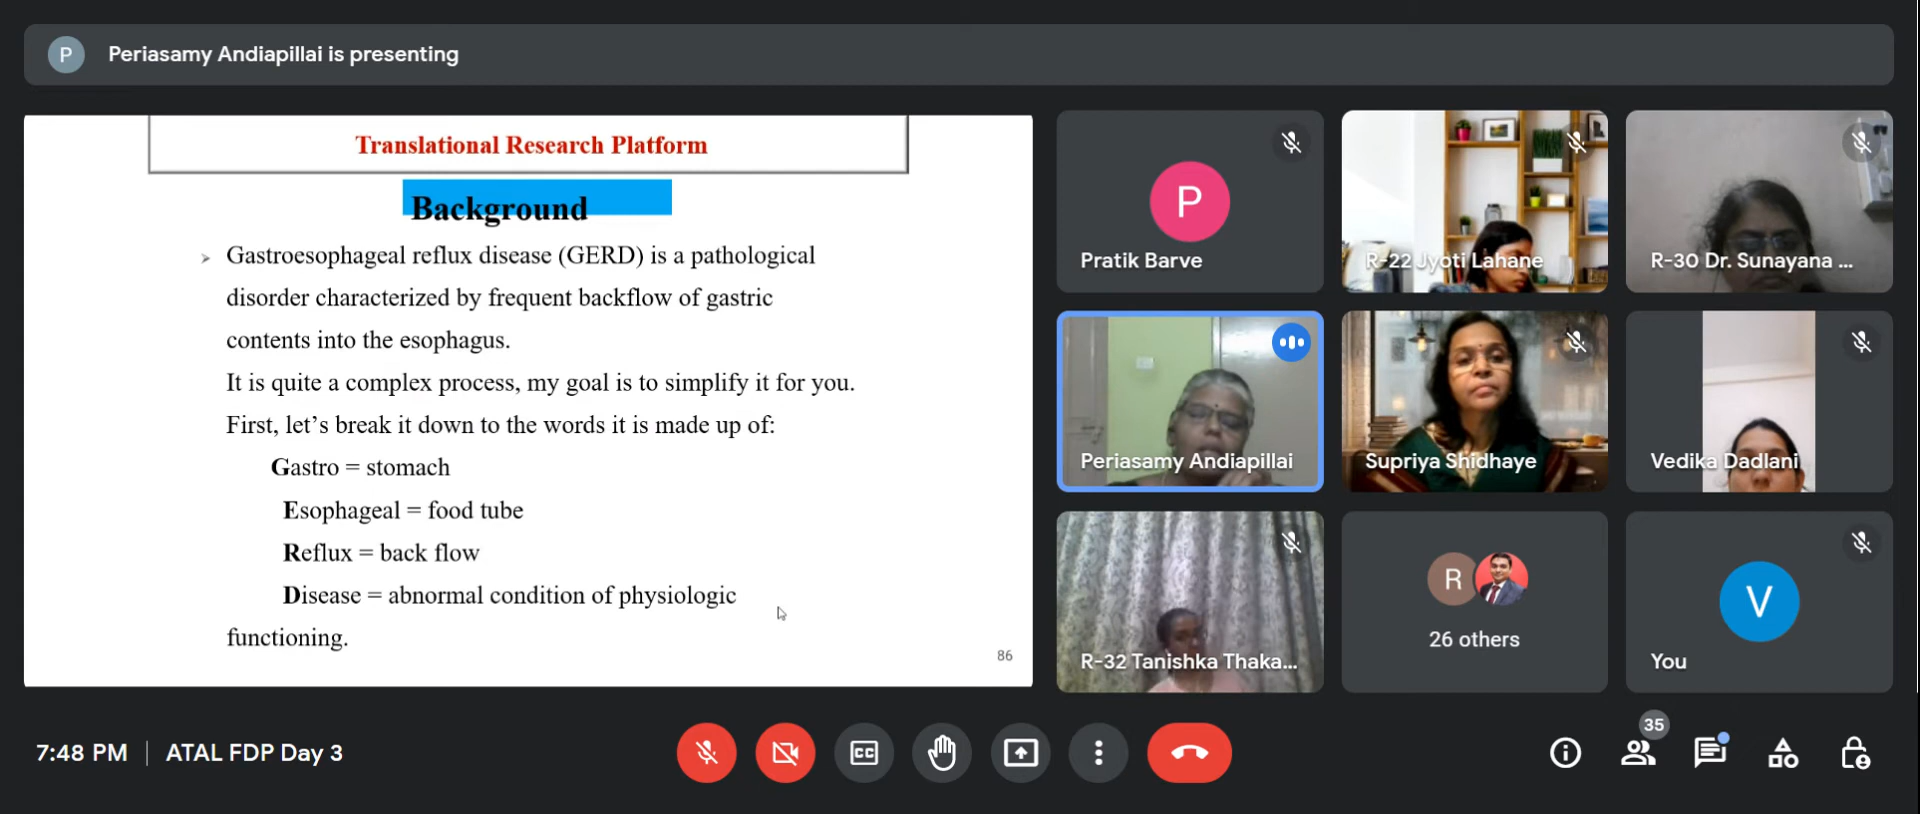 P
Periasamy Andiapillai is presenting
Translational Research Platform
Background
Gastroesophageal reflux disease (GERD) is a pathological
disorder characterized by frequent backflow of gastric
contents into the esophagus.
It is quite a complex process, my goal is to simplify it for you.
First, let’s break it down to the words it is made up of:
Gastro = stomach
Esophageal = food tube
Reflux = back flow
Disease = abnormal condition of physiologic
functioning.
86
P
Pratik Barve
R-22 Jyoti Lahane
R-30 Dr. Sunayana ...
Periasamy Andiapillai
Supriya Shidhaye
Vedika Dadlani
R-32 Tanishka Thaka...
R
26 others
V
You
7:48 PM
ATAL FDP Day 3
CC
35